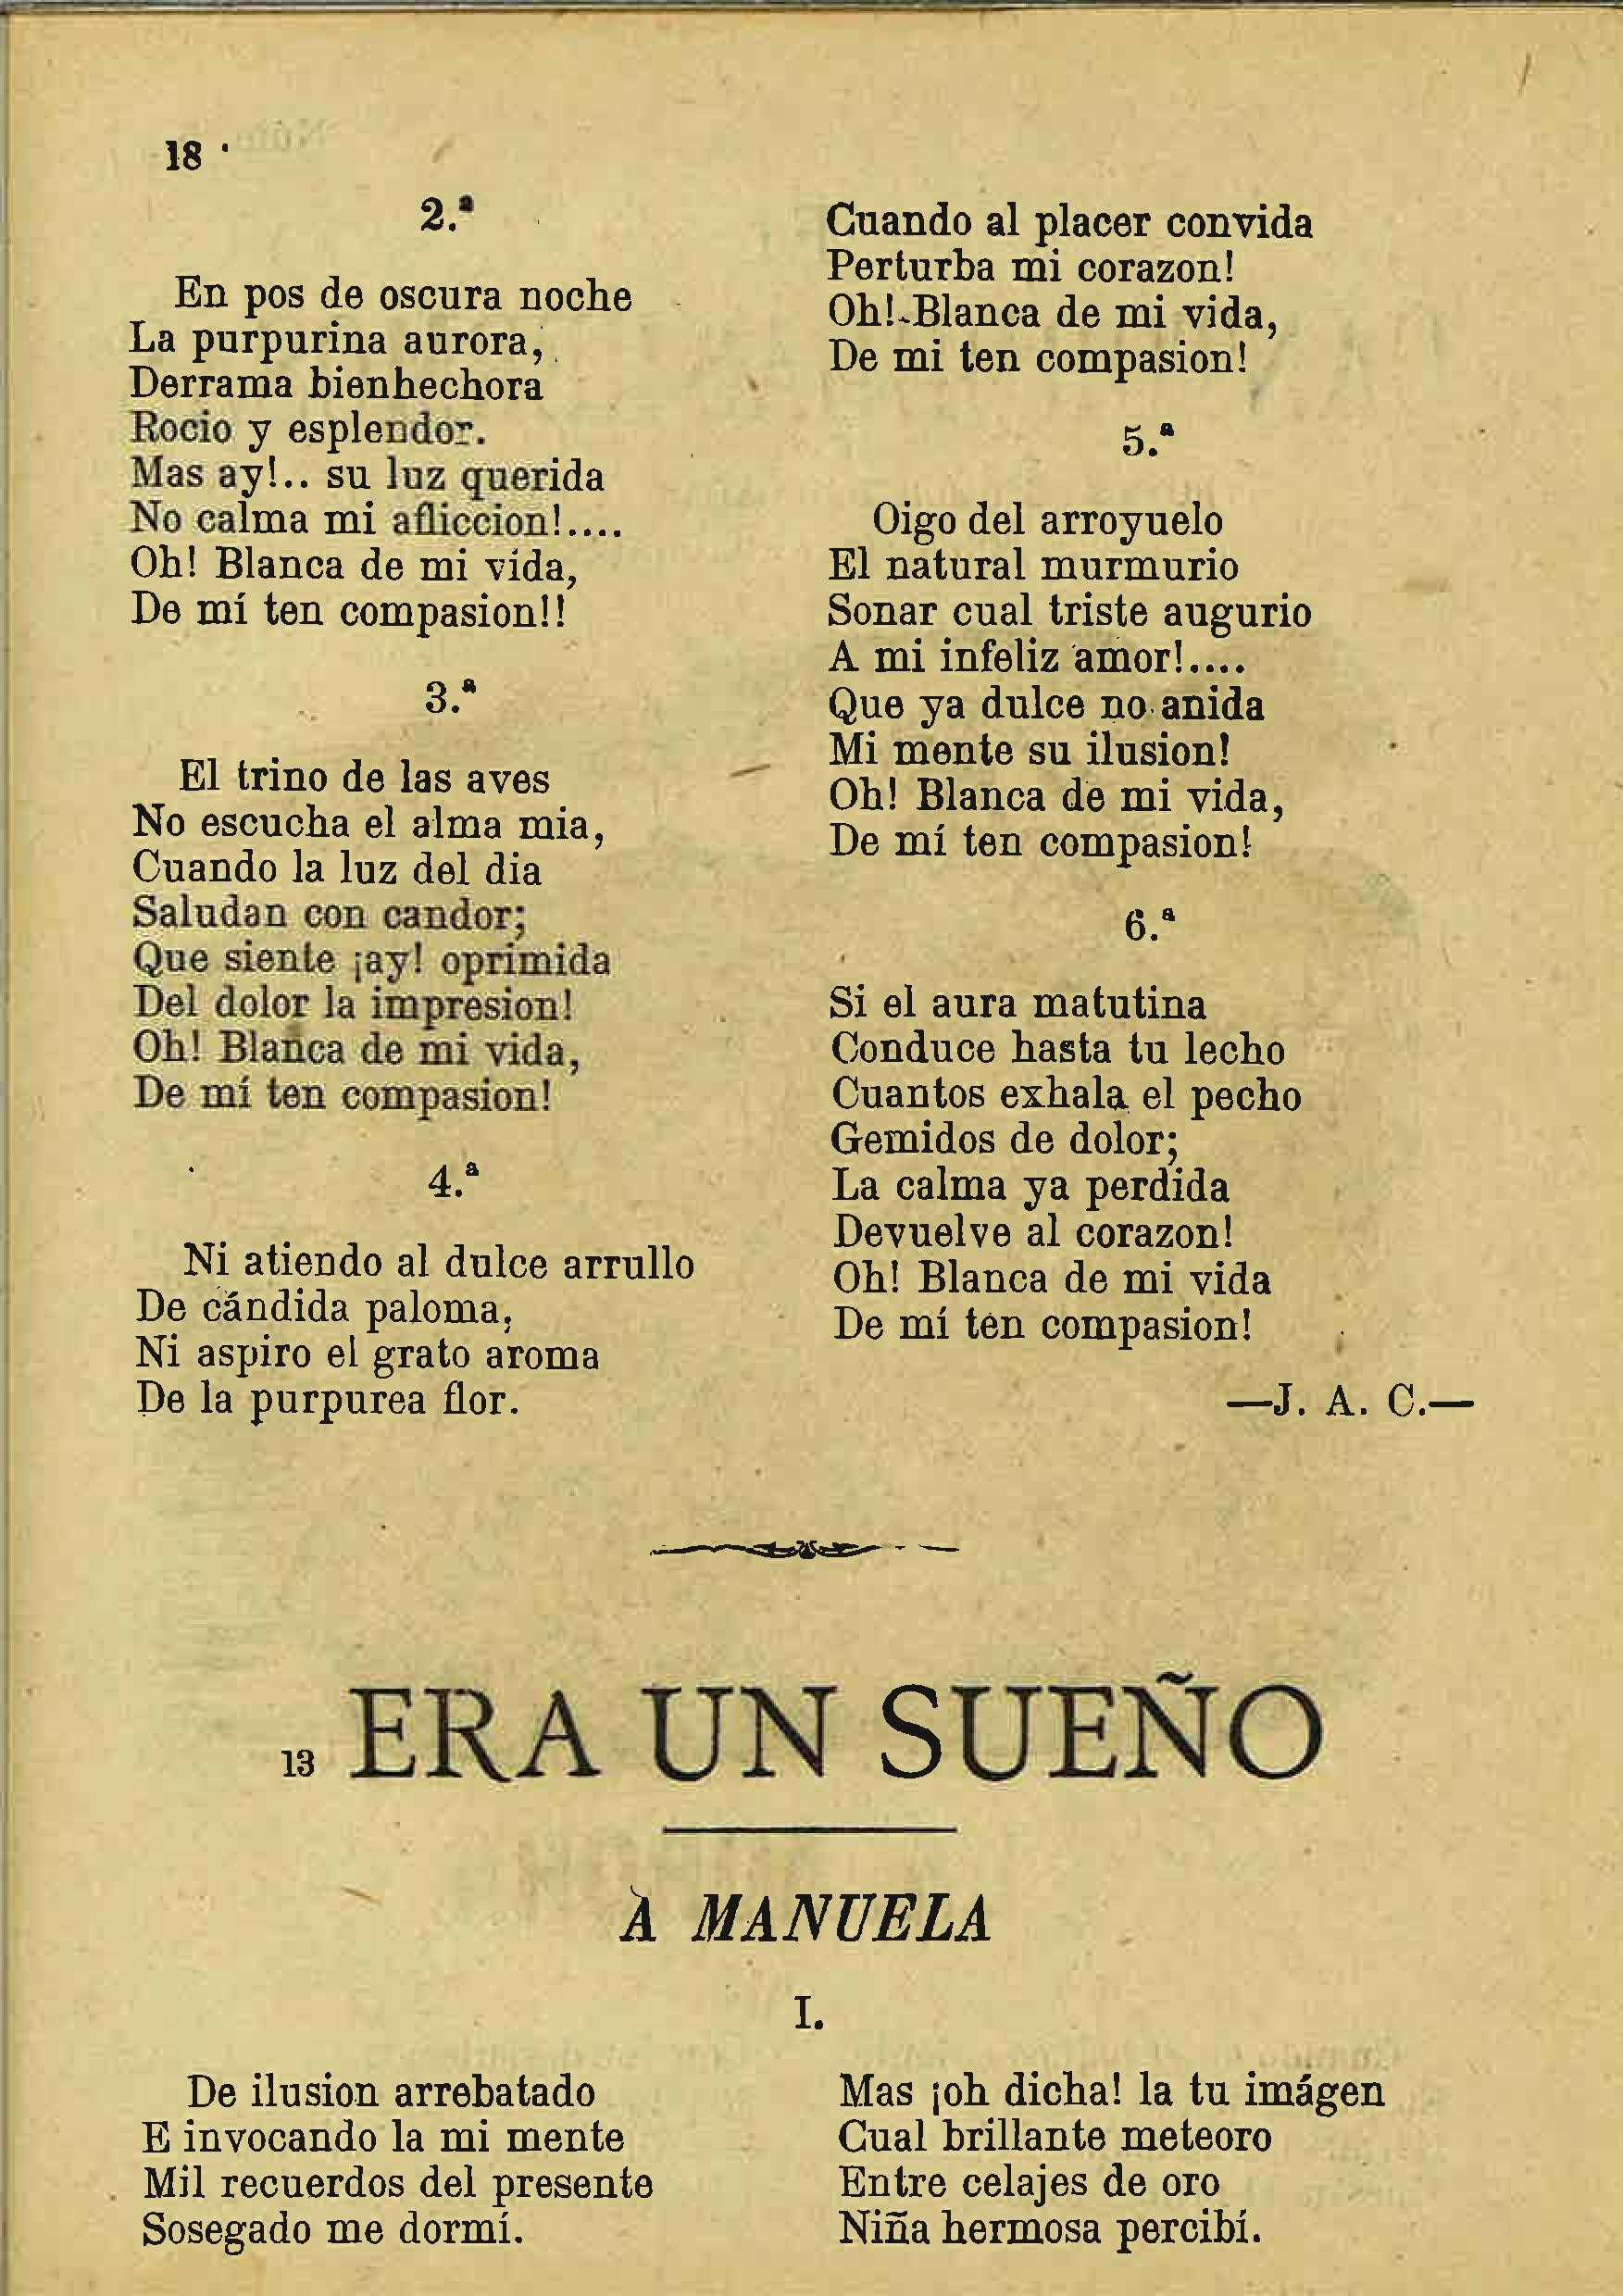 18
2.ª
En pos de oscura noche
La purpurina aurora,
Derrama bienhechora
Rocio y esplendor.
Mas ay!.. su luz querida
No calma mi afliccion!....
Oh! Blanca de mi vida,
De mí ten compasion!!
3.ª
El trino de las aves
No escucha el alma mia,
Cuando la luz del dia
Saludan con candor;
Que siente ¡ay! oprimida
Del dolor la impresion!
Oh! Blanca de mi vida,
De mí ten compasion!
4.ª
Ni atiendo al dulce arrullo
De cándida paloma,
Ni aspiro el grato aroma
De la purpurea flor.
Cuando al placer convida
Perturba mi corazon!
Oh! Blanca de mi vida,
De mi ten compasion!
5.ª
Oigo del arroyuelo
El natural murmurio
Sonar cual triste augurio
A mi infeliz amor!....
Que ya dulce no anida
Mi mente su ilusion!
Oh! Blanca de mi vida,
De mí ten compasion!
6.ª
Si el aura matutina
Conduce hasta tu lecho
Cuantos exhala el pecho
Gemidos de dolor;
La calma ya perdida
Devuelve al corazon!
Oh! Blanca de mi vida
De mí ten compasion!
—J. A. C.—
13 ERA UN SUEÑO
À MANUELA
I.
De ilusion arrebatado
E invocando la mi mente
Mil recuerdos del presente
Sosegado me dormí.
Mas ¡oh dicha! la tu imágen
Cual brillante meteoro
Entre celajes de oro
Niña hermosa percibí.